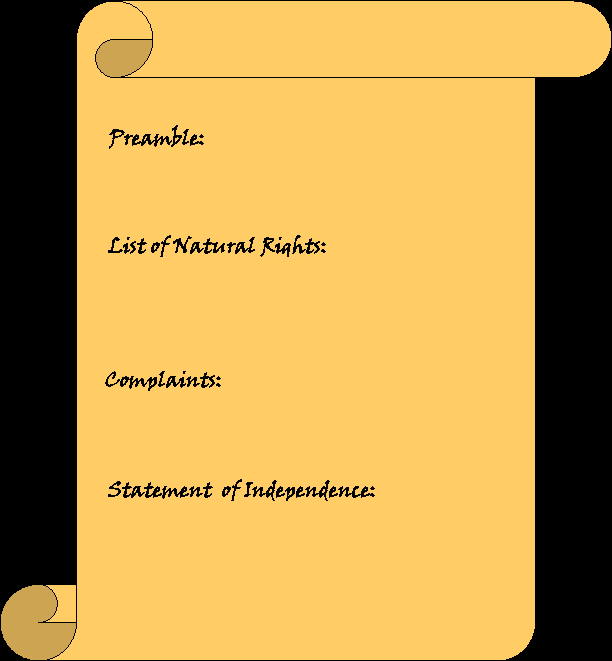 Preamble:
List of Natural Rights:
Complaints:
Statement of Independence: